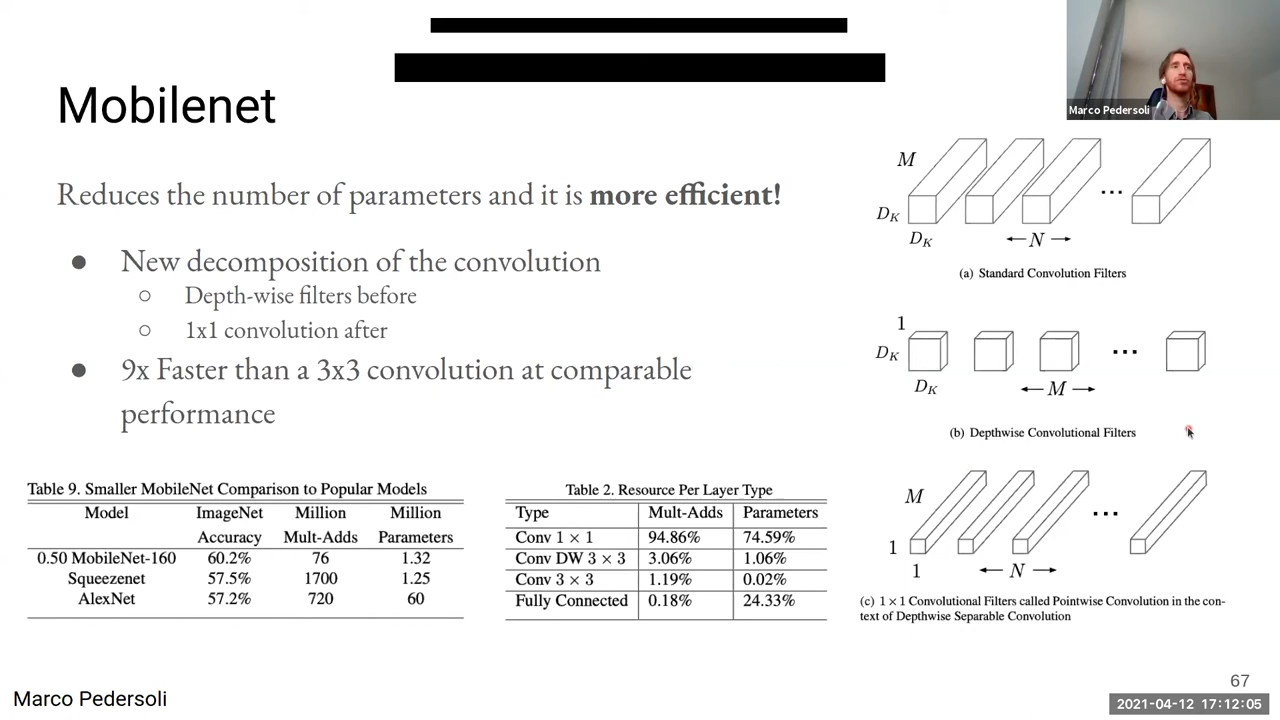 Marco Pedersoli
Mobilenet
Reduces the number of parameters and it is more efficient!
● New decomposition of the convolution
○ Depth-wise filters before
○ 1x1 convolution after
● 9x Faster than a 3x3 convolution at comparable
performance
M
D_K
D_K
← N →
...
(a) Standard Convolution Filters
1
D_K
D_K
← M →
...
(b) Depthwise Convolutional Filters
M
1
1
← N →
...
(c) 1 × 1 Convolutional Filters called Pointwise Convolution in the con-
text of Depthwise Separable Convolution
Table 9. Smaller MobileNet Comparison to Popular Models
Model ImageNet Million Million
Accuracy Mult-Adds Parameters
0.50 MobileNet-160 60.2% 76 1.32
Squeezenet 57.5% 1700 1.25
AlexNet 57.2% 720 60
Table 2. Resource Per Layer Type
Type Mult-Adds Parameters
Conv 1 × 1 94.86% 74.59%
Conv DW 3 × 3 3.06% 1.06%
Conv 3 × 3 1.19% 0.02%
Fully Connected 0.18% 24.33%
67
Marco Pedersoli
2021-04-12 17:12:05